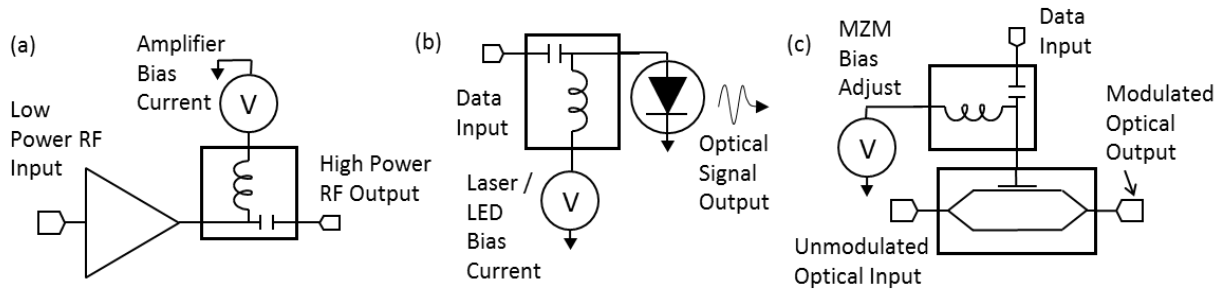 (a)
Amplifier
Bias
Current
V
Low
Power RF
Input
High Power
RF Output
(b)
Data
Input
Laser /
LED
Bias
Current
V
Optical
Signal
Output
(c)
MZM
Bias
Adjust
V
Data
Input
Modulated
Optical
Output
Unmodulated
Optical Input